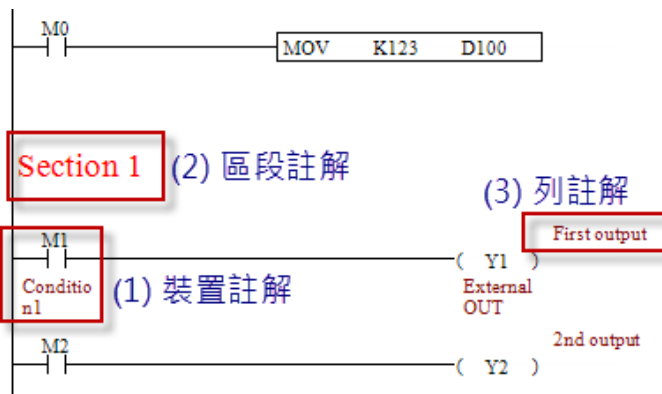 M0
MOV K123 D100
Section 1 (2) 區段註解
(3) 列註解
First output
M1
( Y1 )
Conditio
n1
(1) 裝置註解
External
OUT
2nd output
M2
( Y2 )